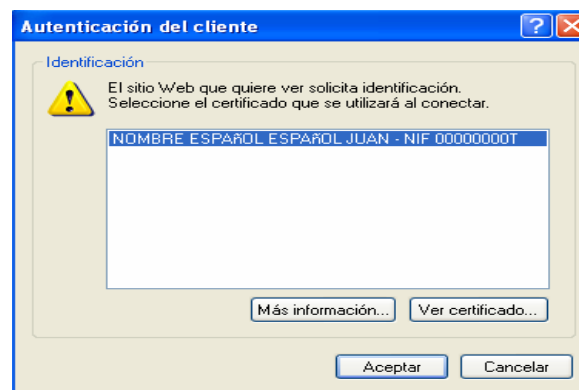 Autenticación del cliente
Identificación
El sitio Web que quiere ver solicita identificación.
Seleccione el certificado que se utilizará al conectar.
NOMBRE ESPAñOL ESPAñOL JUAN - NIF 00000000T
Más información... Ver certificado...
Aceptar Cancelar